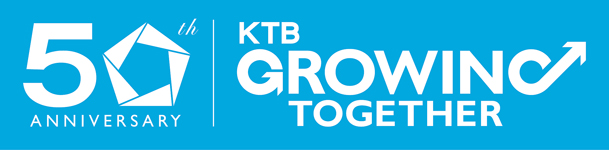 50th
ANNIVERSARY
KTB
GROWING
TOGETHER